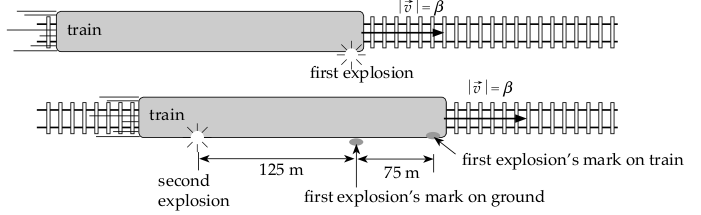 |v⃗| = β
train
first explosion
|v⃗| = β
train
125 m
75 m
first explosion's mark on train
second
explosion
first explosion's mark on ground